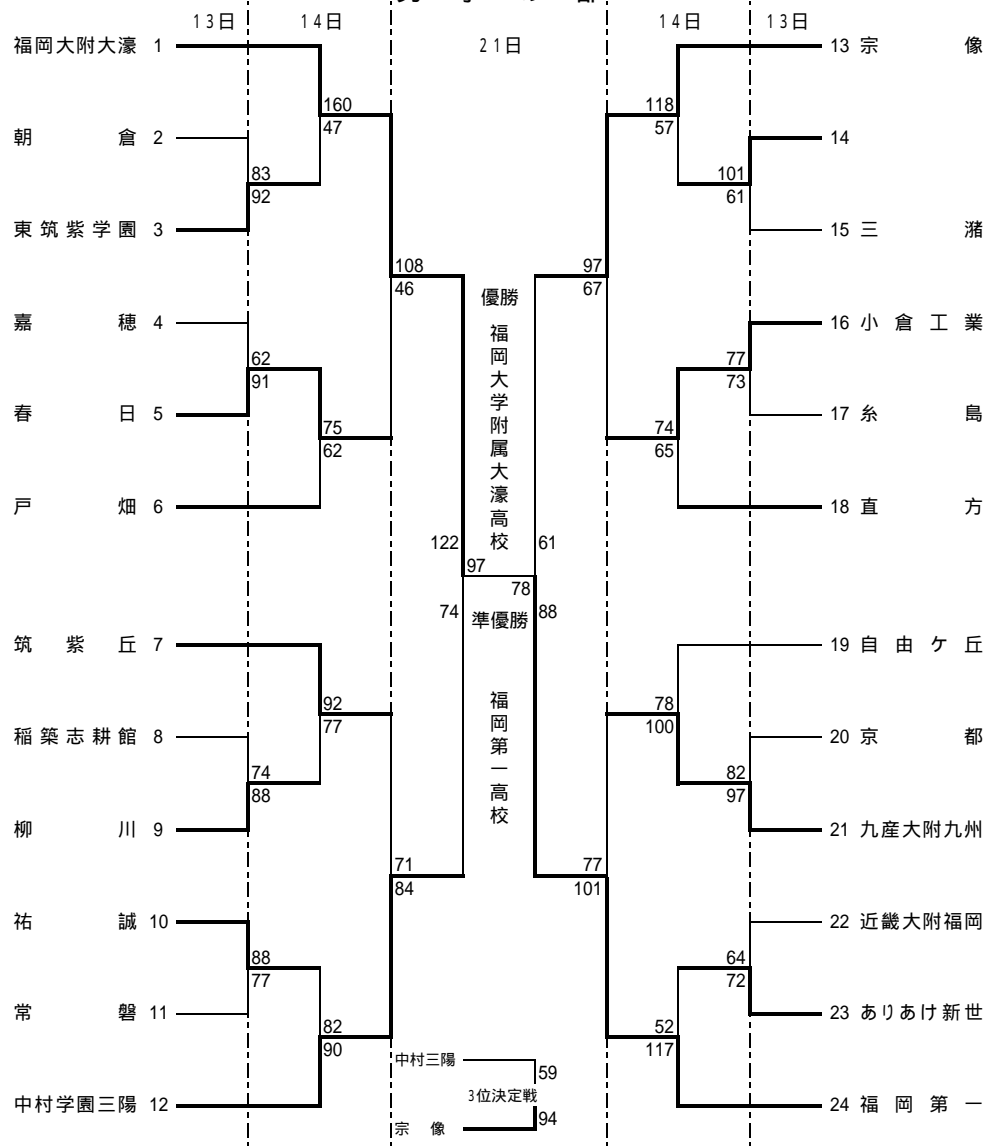 13日 14日 21日 14日 13日
福岡大附大濠 1
朝倉 2
東筑紫学園 3
嘉穂 4
春日 5
戸畑 6
筑紫丘 7
稲築志耕館 8
柳川 9
祐誠 10
常磐 11
中村学園三陽 12
160
47
83
92
62
91
75
62
108
46
92
77
74
88
88
77
82
90
71
84
122
74
97
78
61
88
優勝
福岡大学附属大濠高校
準優勝
福岡第一高校
中村三陽
59
3位決定戦
94
宗像
118
57
101
61
97
67
77
73
74
65
78
100
82
97
77
101
64
72
52
117
13 宗像
14
15 三潴
16 小倉工業
17 糸島
18 直方
19 自由ケ丘
20 京都
21 九産大附九州
22 近畿大附福岡
23 ありあけ新世
24 福岡第一